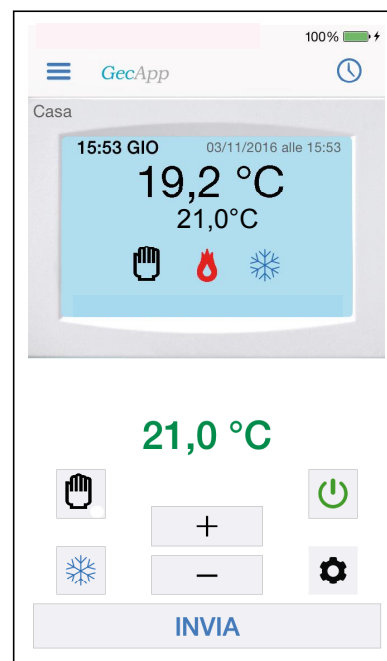 100%
GecApp
Casa
15:53 GIO 03/11/2016 alle 15:53
19,2 °C
21,0°C
21,0 °C
+
–
INVIA